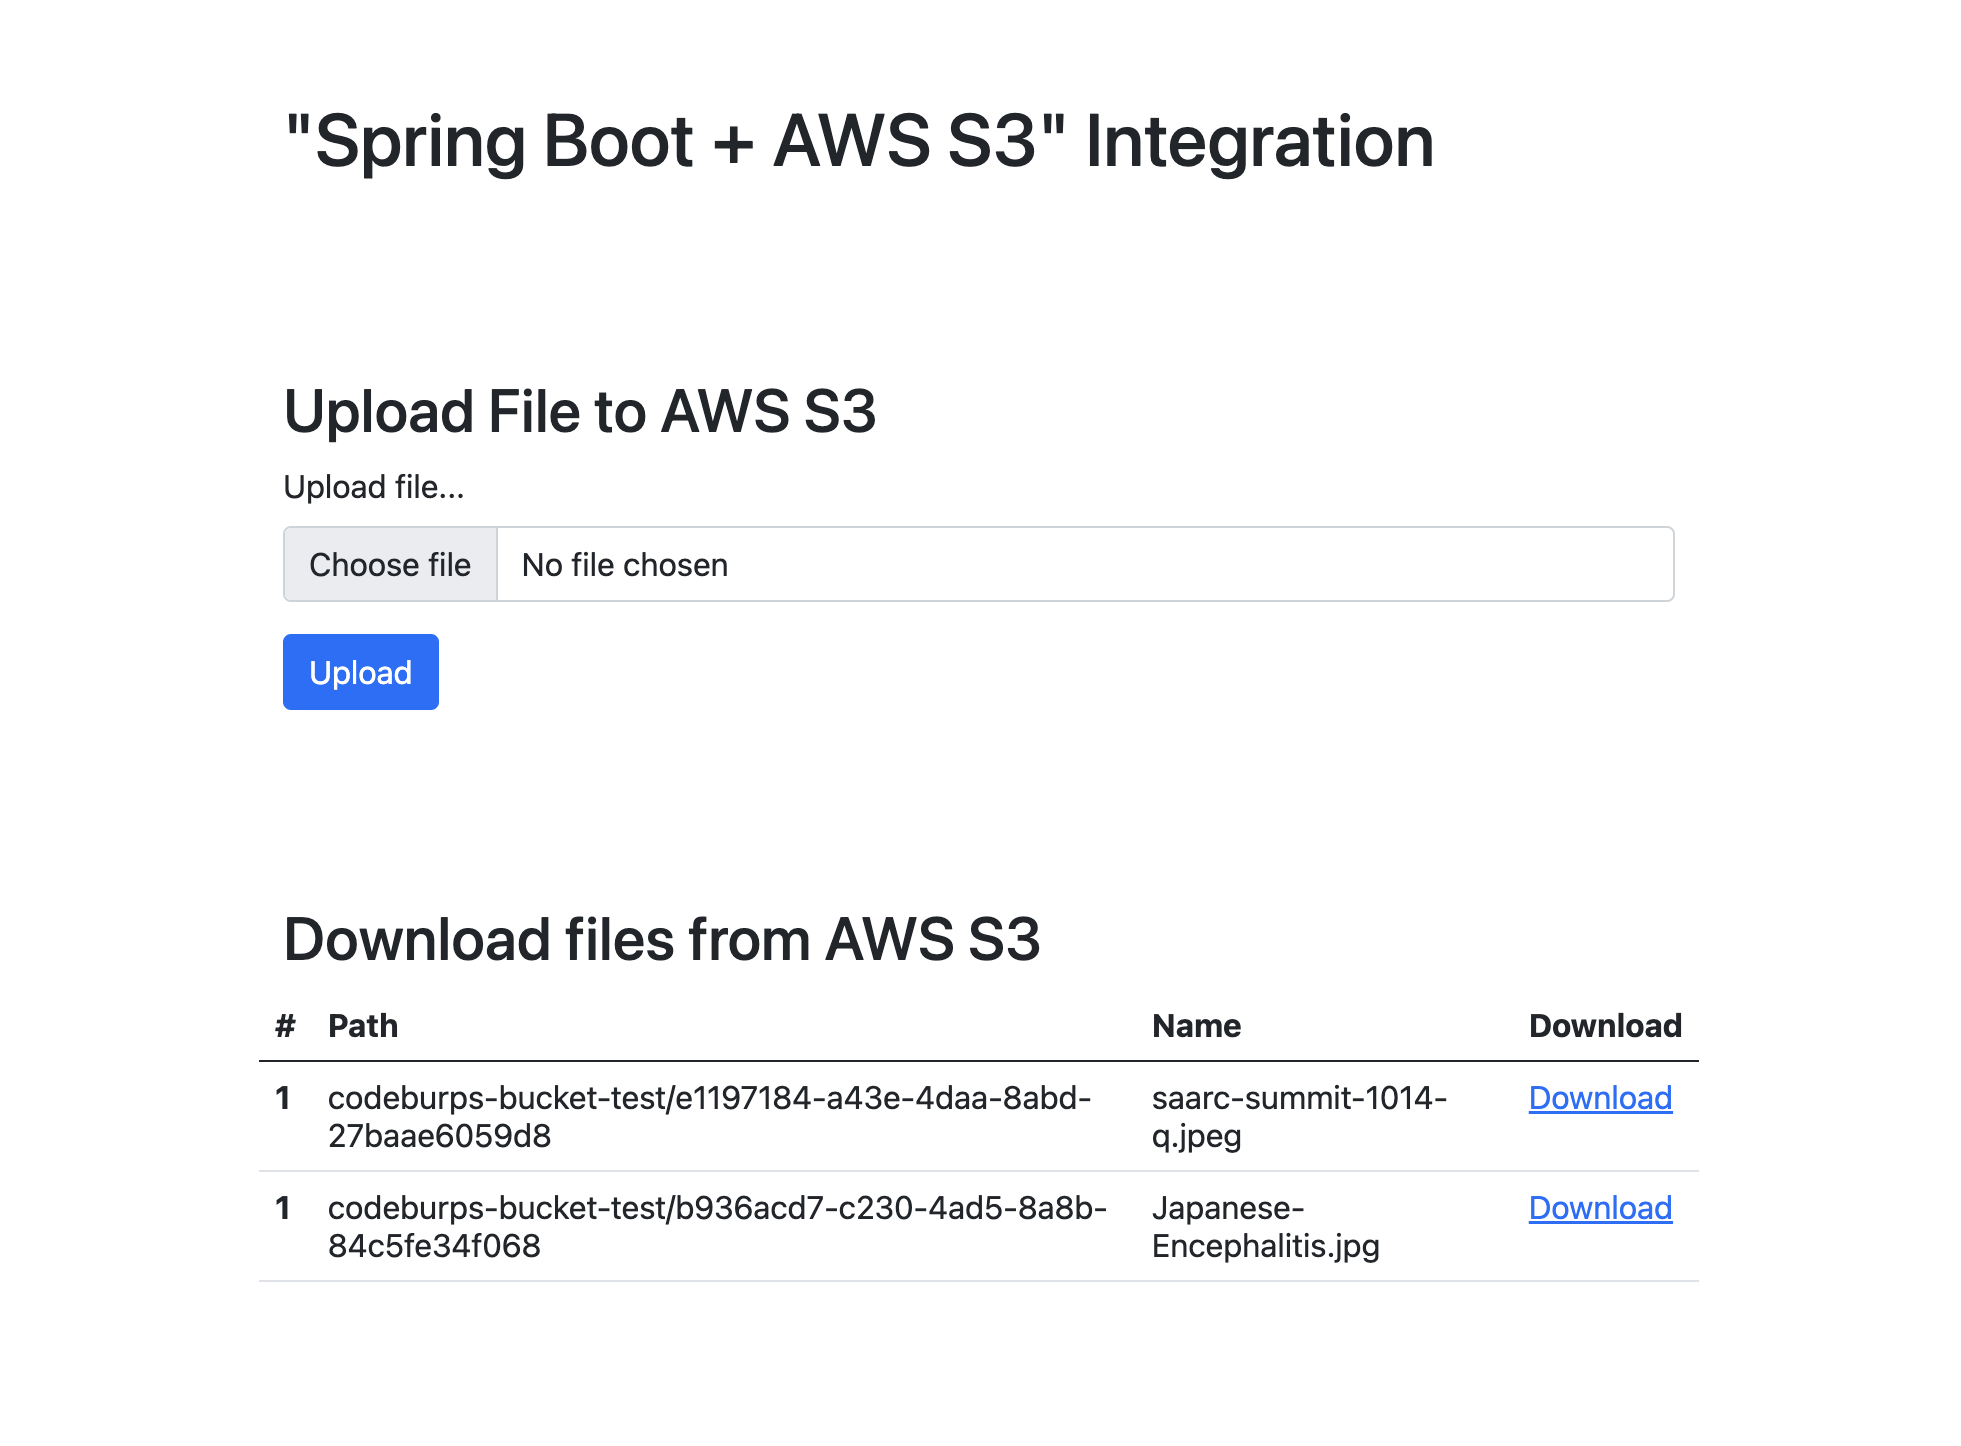 "Spring Boot + AWS S3" Integration
Upload File to AWS S3
Upload file...
Choose file No file chosen
Upload
Download files from AWS S3
# Path Name Download
1 codeburps-bucket-test/e1197184-a43e-4daa-8abd- saarc-summit-1014- Download
27baae6059d8 q.jpeg
1 codeburps-bucket-test/b936acd7-c230-4ad5-8a8b- Japanese- Download
84c5fe34f068 Encephalitis.jpg